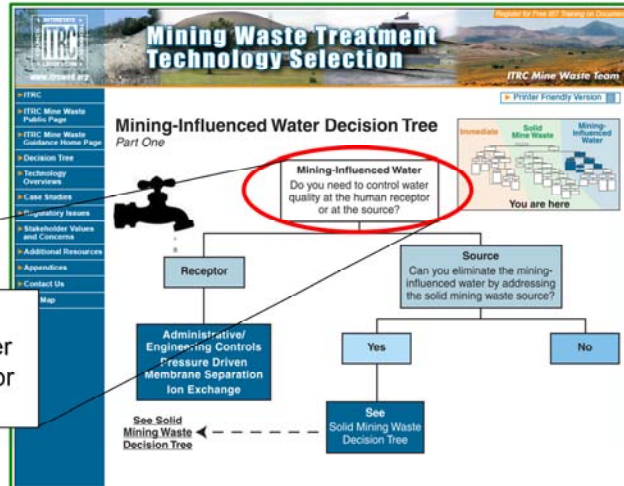 Register for Free IBT Training on Document
INTERSTATE
ITRC
www.itrcweb.org
Mining Waste Treatment
Technology Selection
ITRC Mine Waste Team
Printer Friendly Version
ITRC
ITRC Mine Waste
Public Page
ITRC Mine Waste
Guidance Home Page
Decision Tree
Technology
Overviews
Case Studies
Regulatory Issues
Stakeholder Values
and Concerns
Additional Resources
Appendices
Contact Us
Map
Mining-Influenced Water Decision Tree
Part One
Immediate
Solid
Mine Waste
Mining-
Influenced
Water
You are here
Mining-Influenced Water
Do you need to control water
quality at the human receptor
or at the source?
Receptor
Source
Can you eliminate the mining-
influenced water by addressing
the solid mining waste source?
Administrative/
Engineering Controls
Pressure Driven
Membrane Separation
Ion Exchange
Yes
No
See
Solid Mining Waste
Decision Tree
See Solid
Mining Waste
Decision Tree
er
or